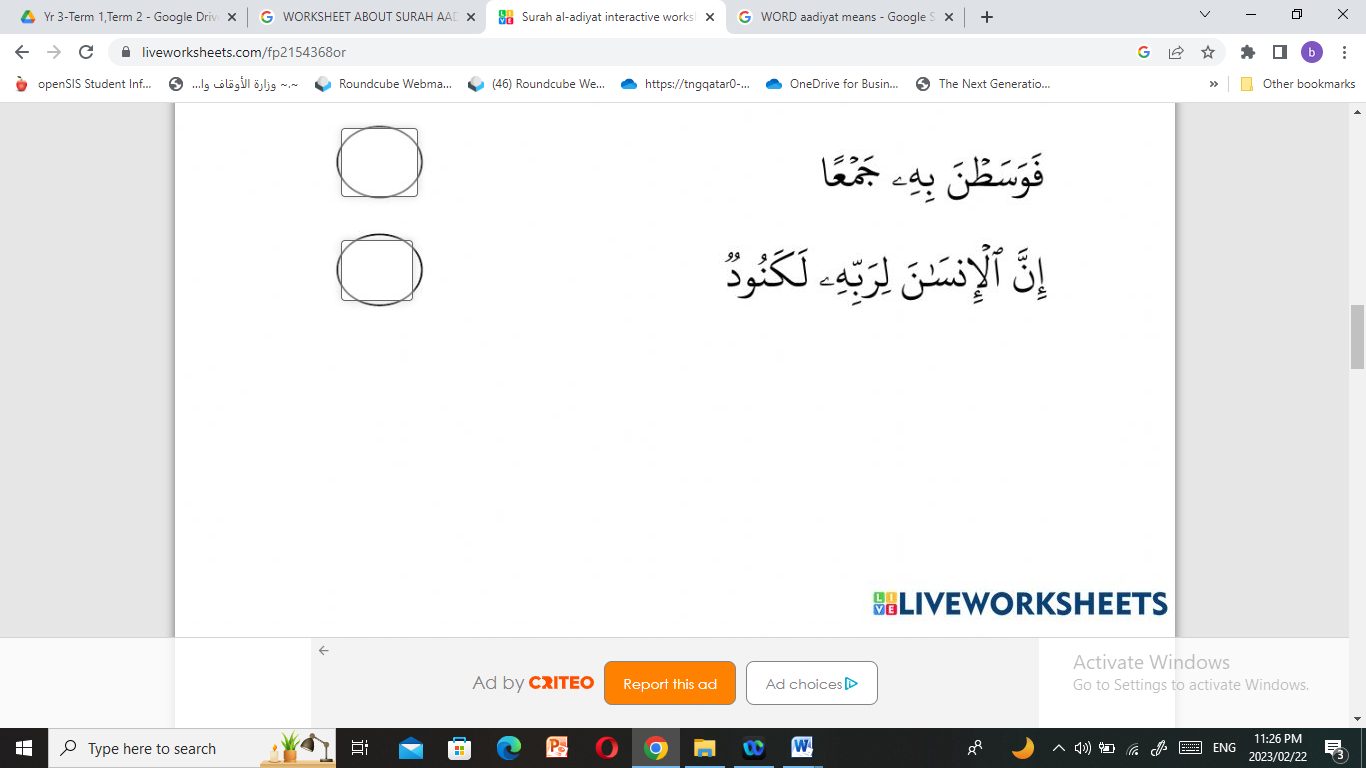 Yr 3-Term 1,Term 2 - Google Driv
WORKSHEET ABOUT SURAH AAD
Surah al-adiyat interactive works
WORD aadiyat means - Google S
liveworksheets.com/fp2154368or
b
openSIS Student Inf...
وزارة الأوقاف وا... ~.~
Roundcube Webma...
(46) Roundcube We...
https://tngqatar0-...
OneDrive for Busin...
The Next Generatio...
»
Other bookmarks
فَوَسَطْنَ بِهِۦ جَمْعًا
إِنَّ ٱلْإِنسَـٰنَ لِرَبِّهِۦ لَكَنُودٌ
LIVEWORKSHEETS
Ad by CRITEO
Report this ad
Ad choices
Activate Windows
Go to Settings to activate Windows.
Type here to search
ENG
11:26 PM
2023/02/22
3